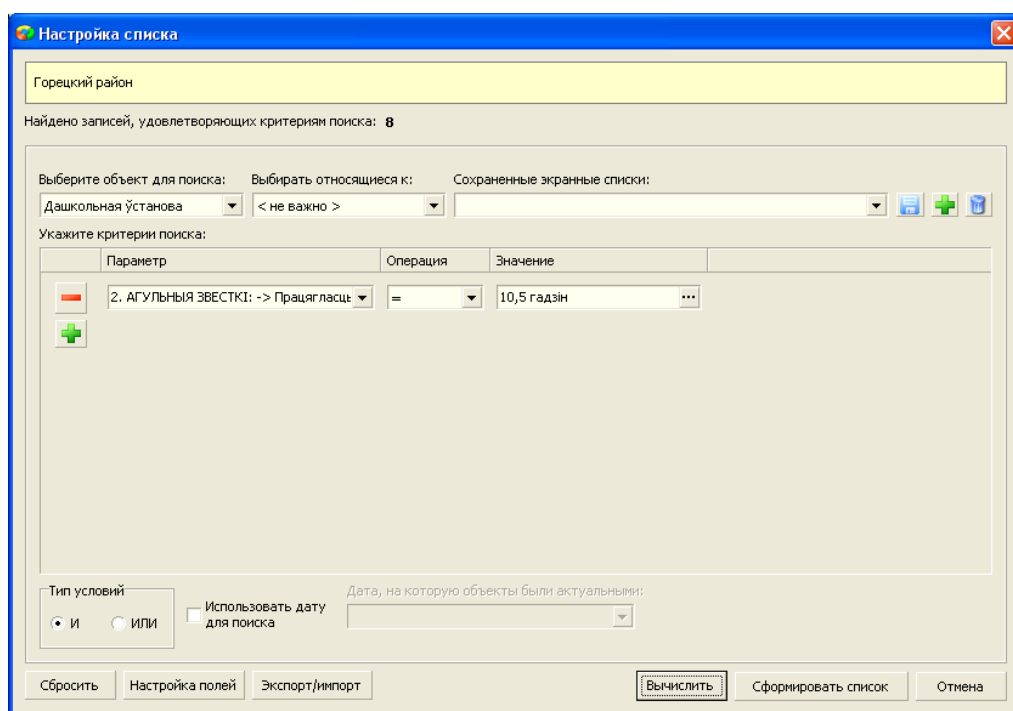 Настройка списка
Горецкий район
Найдено записей, удовлетворяющих критериям поиска: 8
Выберите объект для поиска: Выбирать относящиеся к: Сохраненные экранные списки:
Дашкольная ўстанова < не важно >
Укажите критерии поиска:
Параметр Операция Значение
2. АГУЛЬНЫЯ ЗВЕСТКІ: -> Працягласць = 10,5 гадзін ...
Тип условий Дата, на которую объекты были актуальными:
Использовать дату
И ИЛИ для поиска
Сбросить Настройка полей Экспорт/импорт Вычислить Сформировать список Отмена